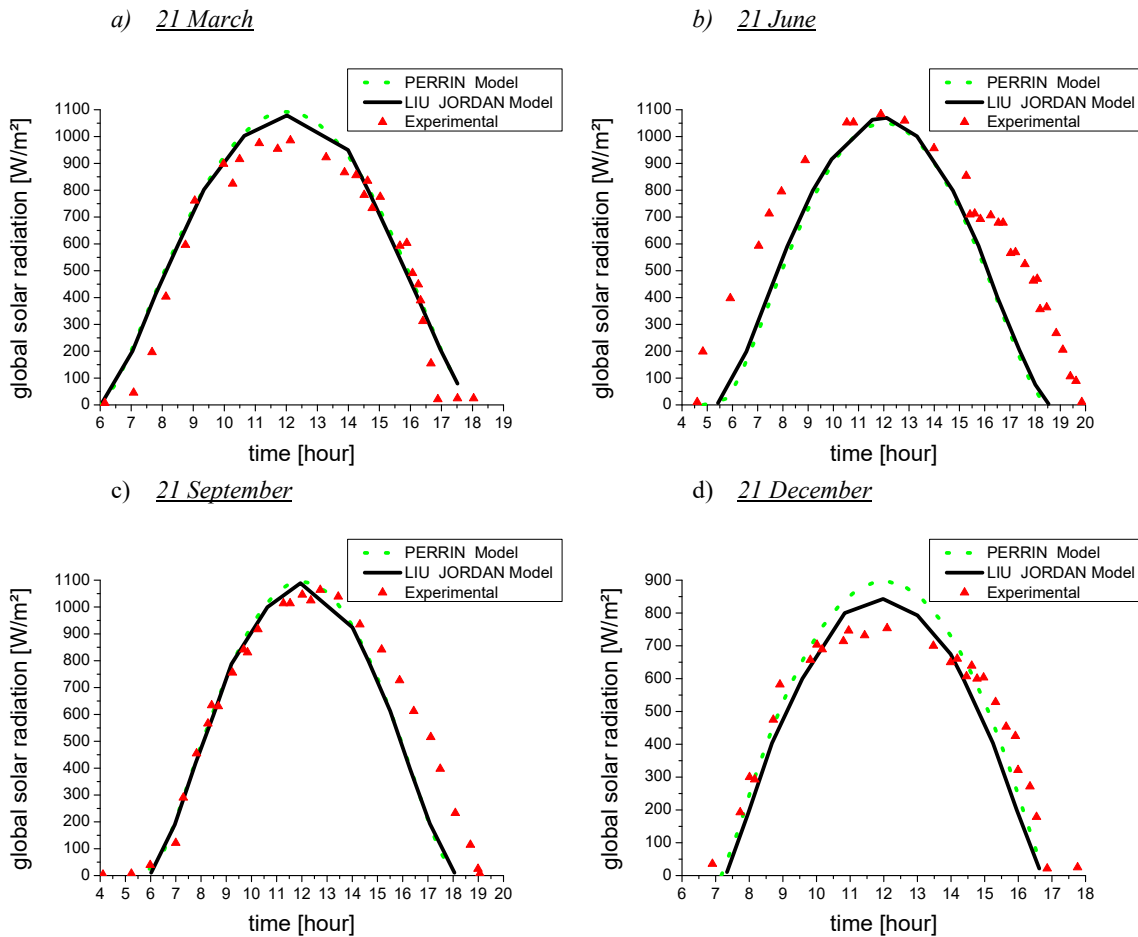 a) 21 March
PERRIN Model
LIU JORDAN Model
Experimental
global solar radiation [W/m²]
1100
1000
900
800
700
600
500
400
300
200
100
0
6 7 8 9 10 11 12 13 14 15 16 17 18 19
time [hour]
b) 21 June
PERRIN Model
LIU JORDAN Model
Experimental
global solar radiation [W/m²]
1100
1000
900
800
700
600
500
400
300
200
100
0
4 5 6 7 8 9 10 11 12 13 14 15 16 17 18 19 20
time [hour]
c) 21 September
PERRIN Model
LIU JORDAN Model
Experimental
global solar radiation [W/m²]
1100
1000
900
800
700
600
500
400
300
200
100
0
4 5 6 7 8 9 10 11 12 13 14 15 16 17 18 19 20
time [hour]
d) 21 December
PERRIN Model
LIU JORDAN Model
Experimental
global solar radiation [W/m²]
900
800
700
600
500
400
300
200
100
0
6 7 8 9 10 11 12 13 14 15 16 17 18
time [hour]